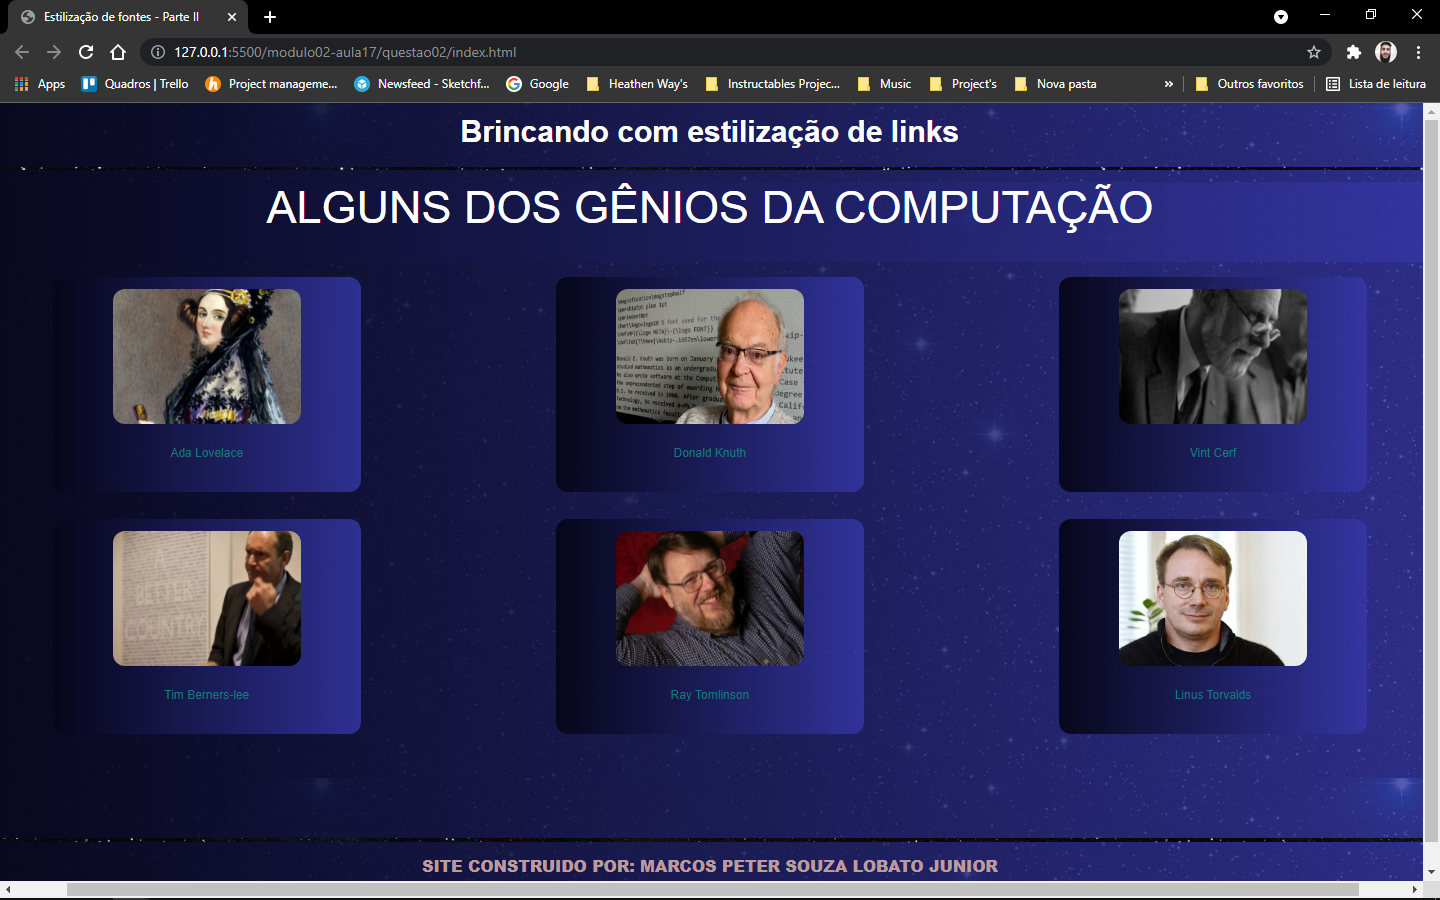 Estilização de fontes - Parte II
127.0.0.1:5500/modulo02-aula17/questao02/index.html
Apps
Quadros | Trello
Project manageme...
Newsfeed - Sketchf...
Google
Heathen Way's
Instructables Projec...
Music
Project's
Nova pasta
»
Outros favoritos
Lista de leitura
Brincando com estilização de links
ALGUNS DOS GÊNIOS DA COMPUTAÇÃO
Ada Lovelace
Donald Knuth
Vint Cerf
A
BETTER
COUNTRY
Tim Berners-lee
Ray Tomlinson
Linus Torvalds
SITE CONSTRUIDO POR: MARCOS PETER SOUZA LOBATO JUNIOR